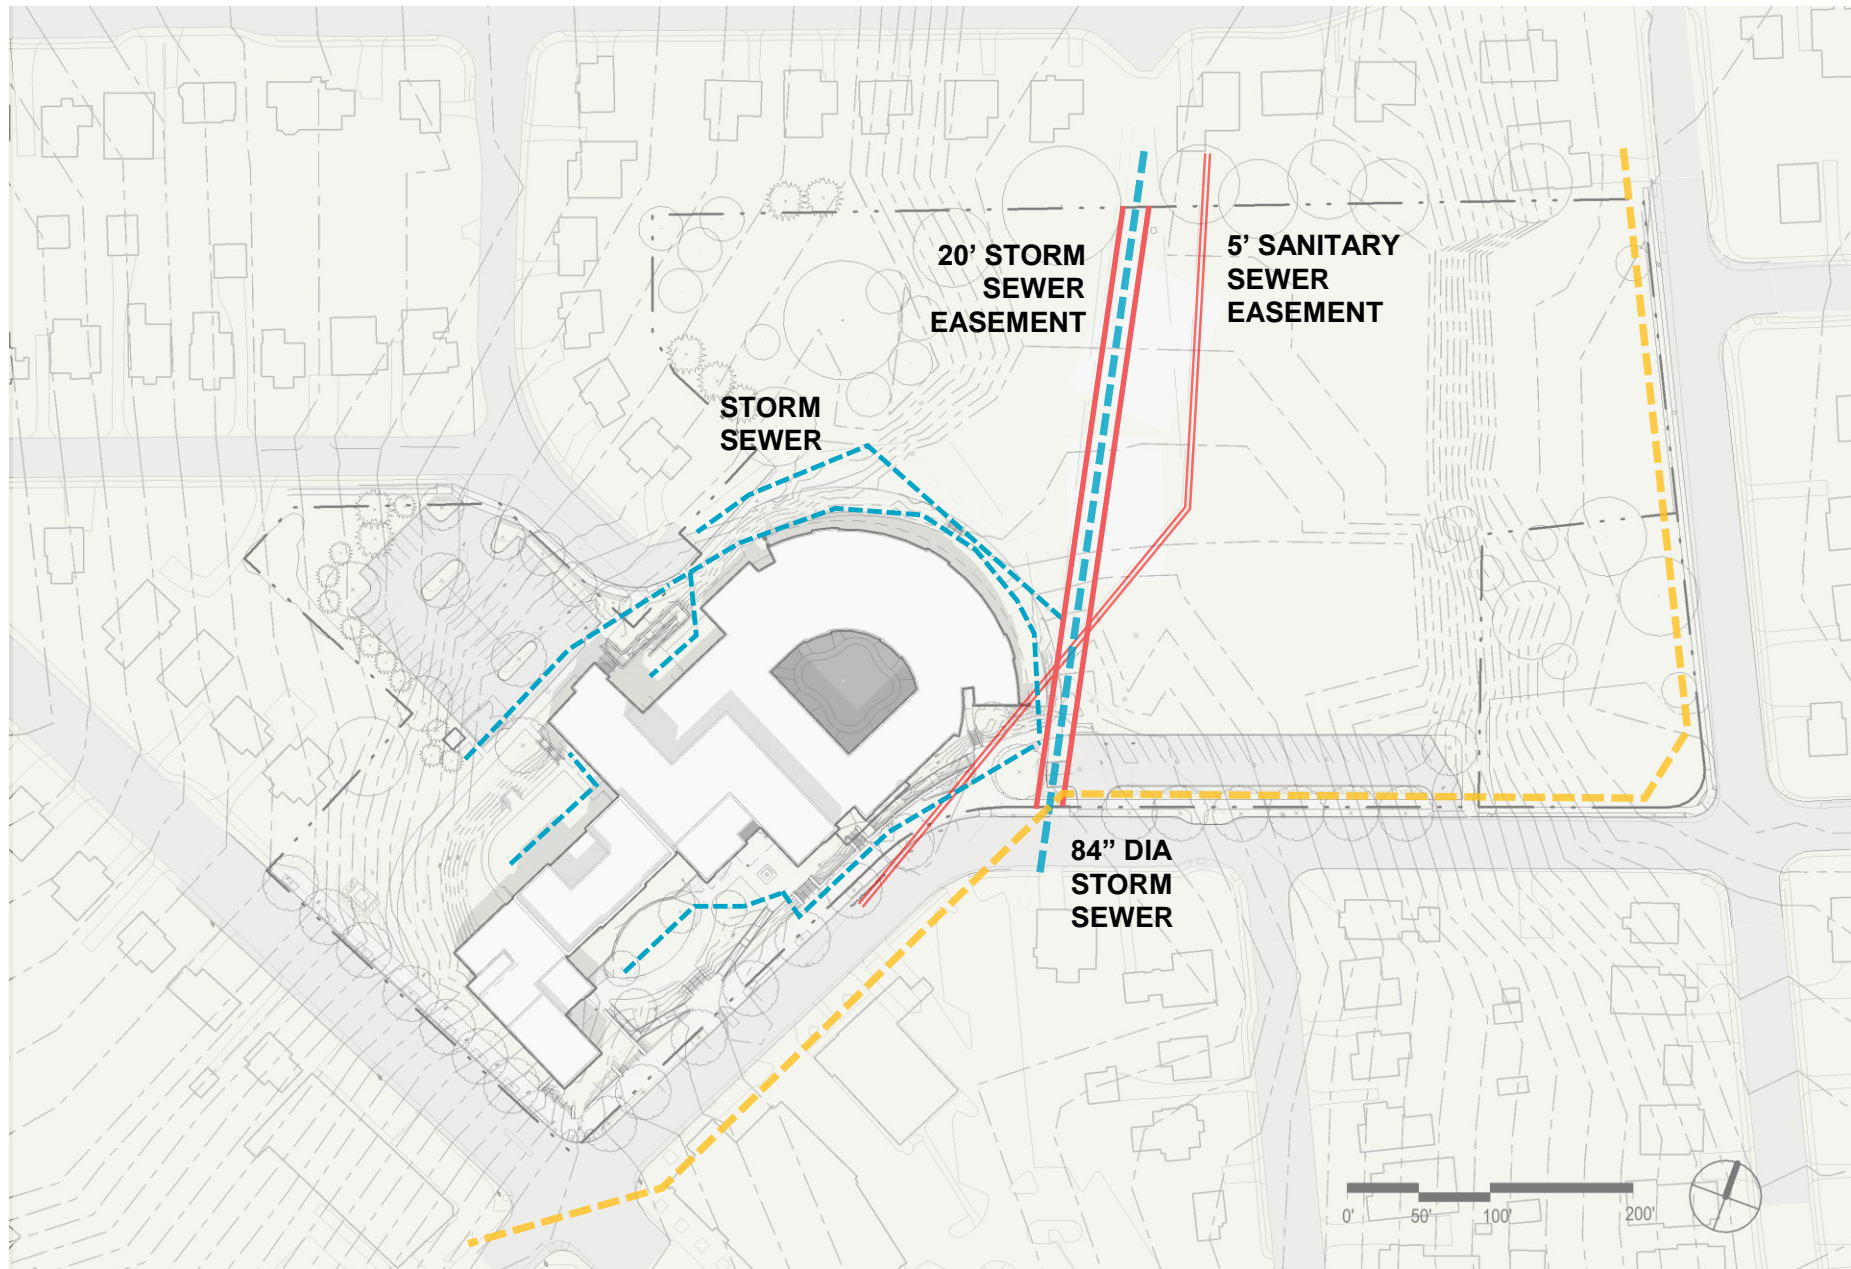 20’ STORM
SEWER
EASEMENT
5’ SANITARY
SEWER
EASEMENT
STORM
SEWER
84” DIA
STORM
SEWER
0' 50' 100' 200'